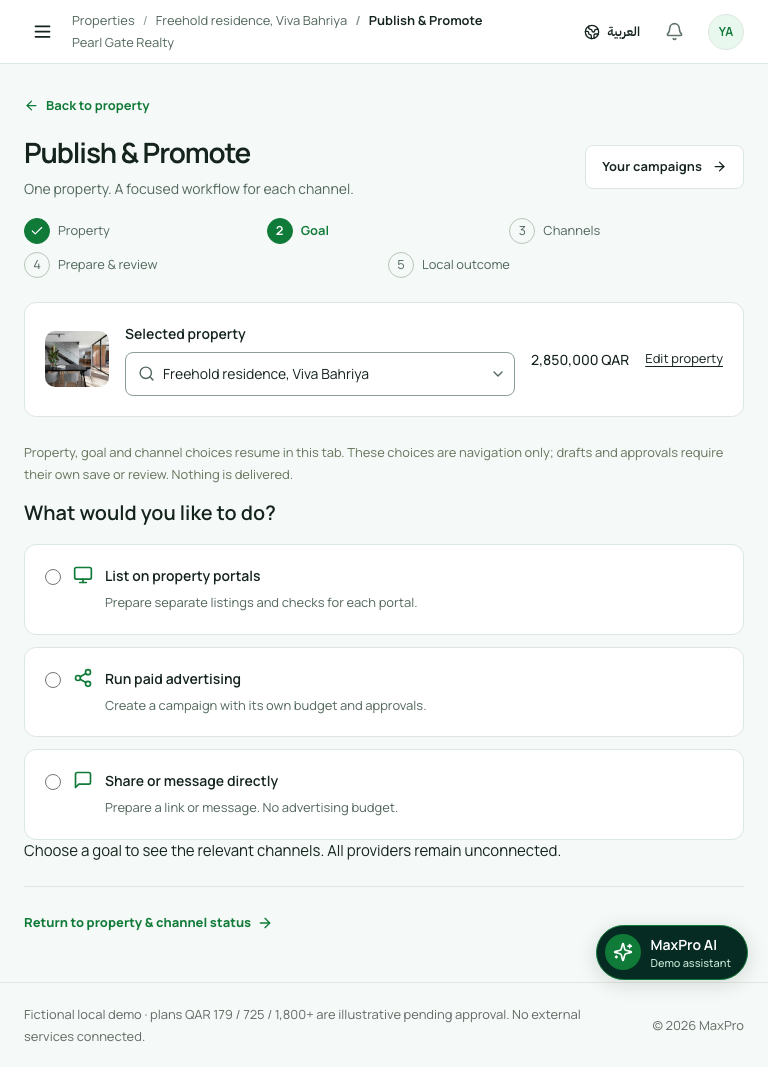 Properties / Freehold residence, Viva Bahriya / Publish & Promote
Pearl Gate Realty
العربية
YA
Back to property
Publish & Promote
One property. A focused workflow for each channel.
Your campaigns
Property
2 Goal
3 Channels
4 Prepare & review
5 Local outcome
Selected property
Freehold residence, Viva Bahriya
2,850,000 QAR
Edit property
Property, goal and channel choices resume in this tab. These choices are navigation only; drafts and approvals require
their own save or review. Nothing is delivered.
What would you like to do?
List on property portals
Prepare separate listings and checks for each portal.
Run paid advertising
Create a campaign with its own budget and approvals.
Share or message directly
Prepare a link or message. No advertising budget.
Choose a goal to see the relevant channels. All providers remain unconnected.
Return to property & channel status
MaxPro AI
Demo assistant
Fictional local demo · plans QAR 179 / 725 / 1,800+ are illustrative pending approval. No external
services connected.
© 2026 MaxPro